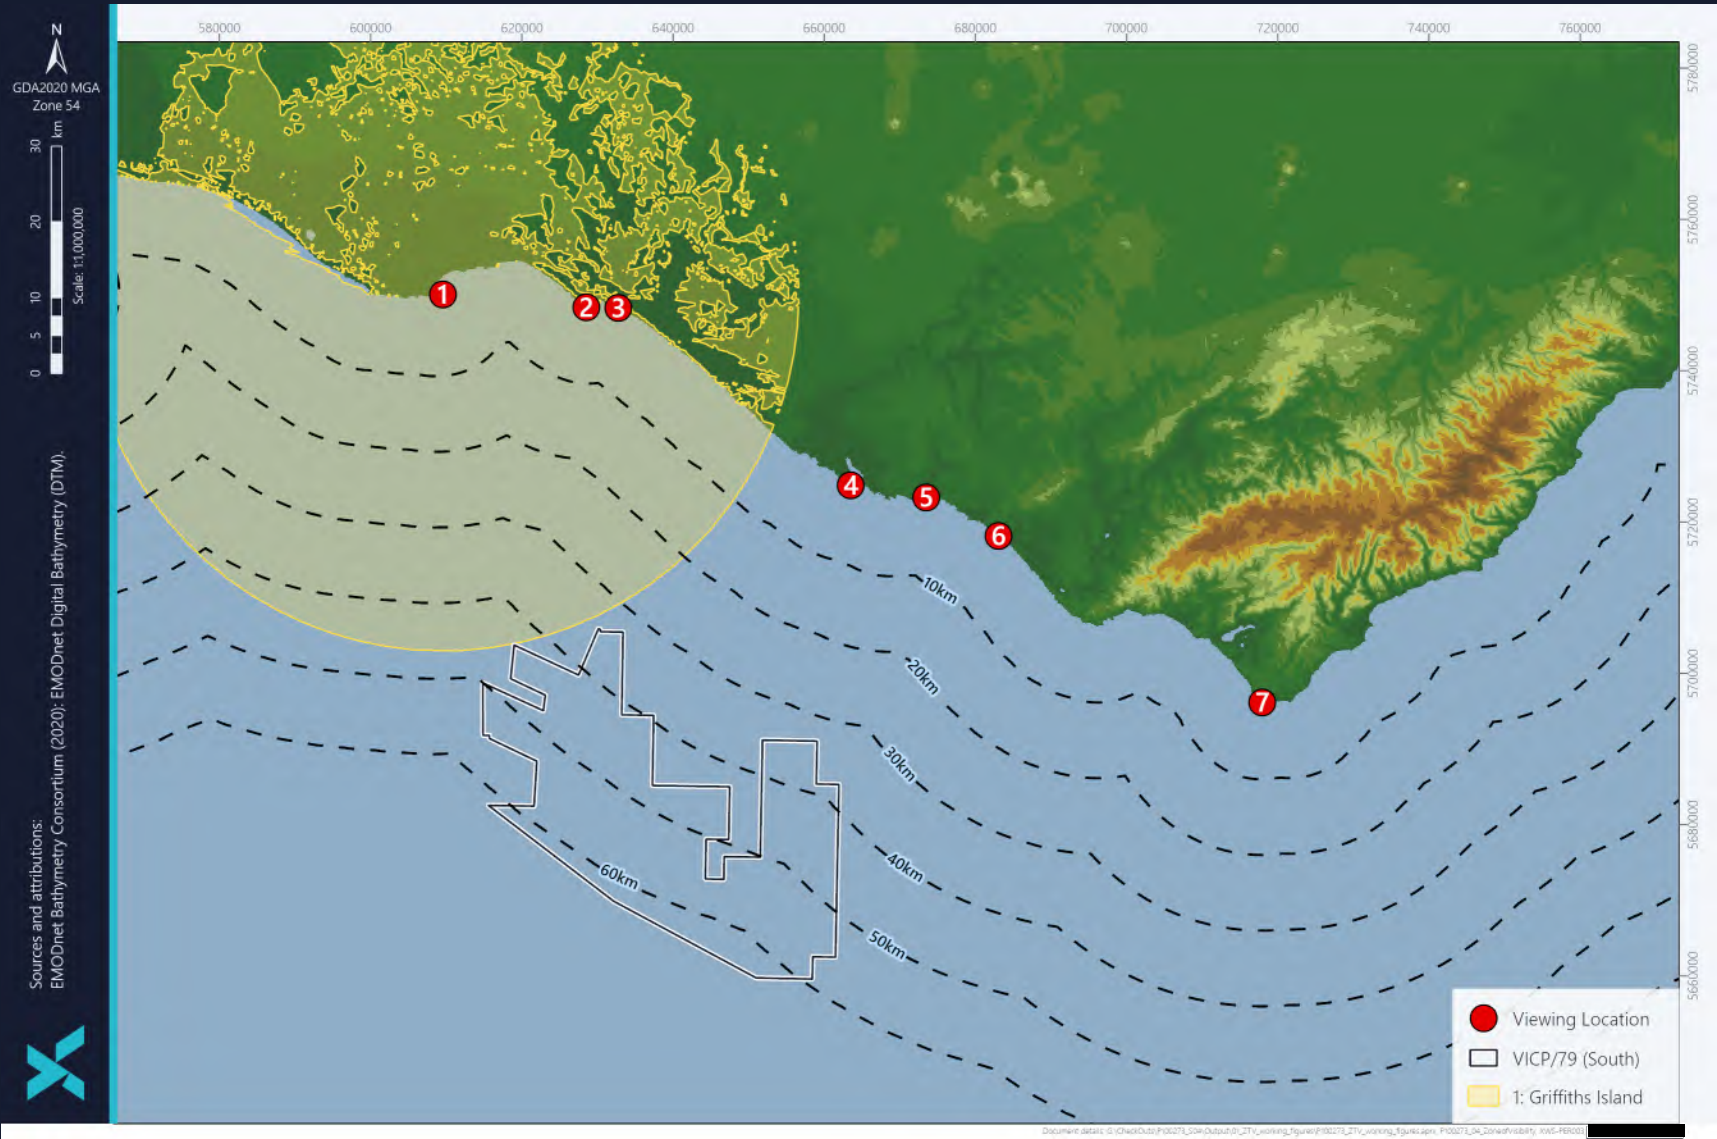 580000 600000 620000 640000 660000 680000 700000 720000 740000 760000
N
GDA2020 MGA
Zone 54
km
30
20
10
5
0
Scale: 1:1,000,000
Sources and attributions:
EMODnet Bathymetry Consortium (2020): EMODnet Digital Bathymetry (DTM).
5780000
5760000
5740000
5720000
5700000
5680000
5660000
1
2
3
4
5
6
7
10km
20km
30km
40km
50km
60km
Viewing Location
VICP/79 (South)
1: Griffiths Island